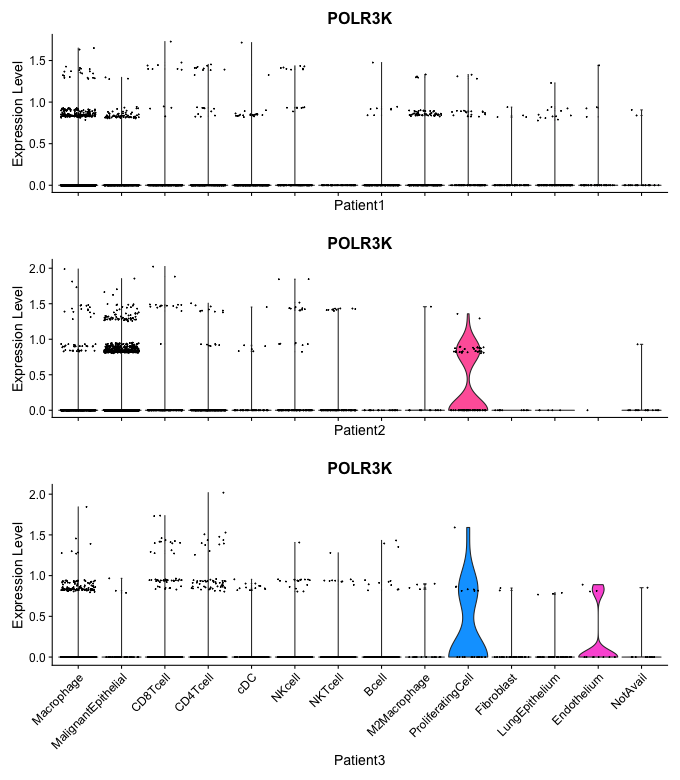 POLR3K
Expression Level
1.5
1.0
0.5
0.0
Patient1
POLR3K
Expression Level
2.0
1.5
1.0
0.5
0.0
Patient2
POLR3K
Expression Level
2.0
1.5
1.0
0.5
0.0
Macrophage
MalignantEpithelial
CD8Tcell
CD4Tcell
cDC
NKcell
NKTcell
Bcell
M2Macrophage
ProliferatingCell
Fibroblast
LungEpithelium
Endothelium
NotAvail
Patient3